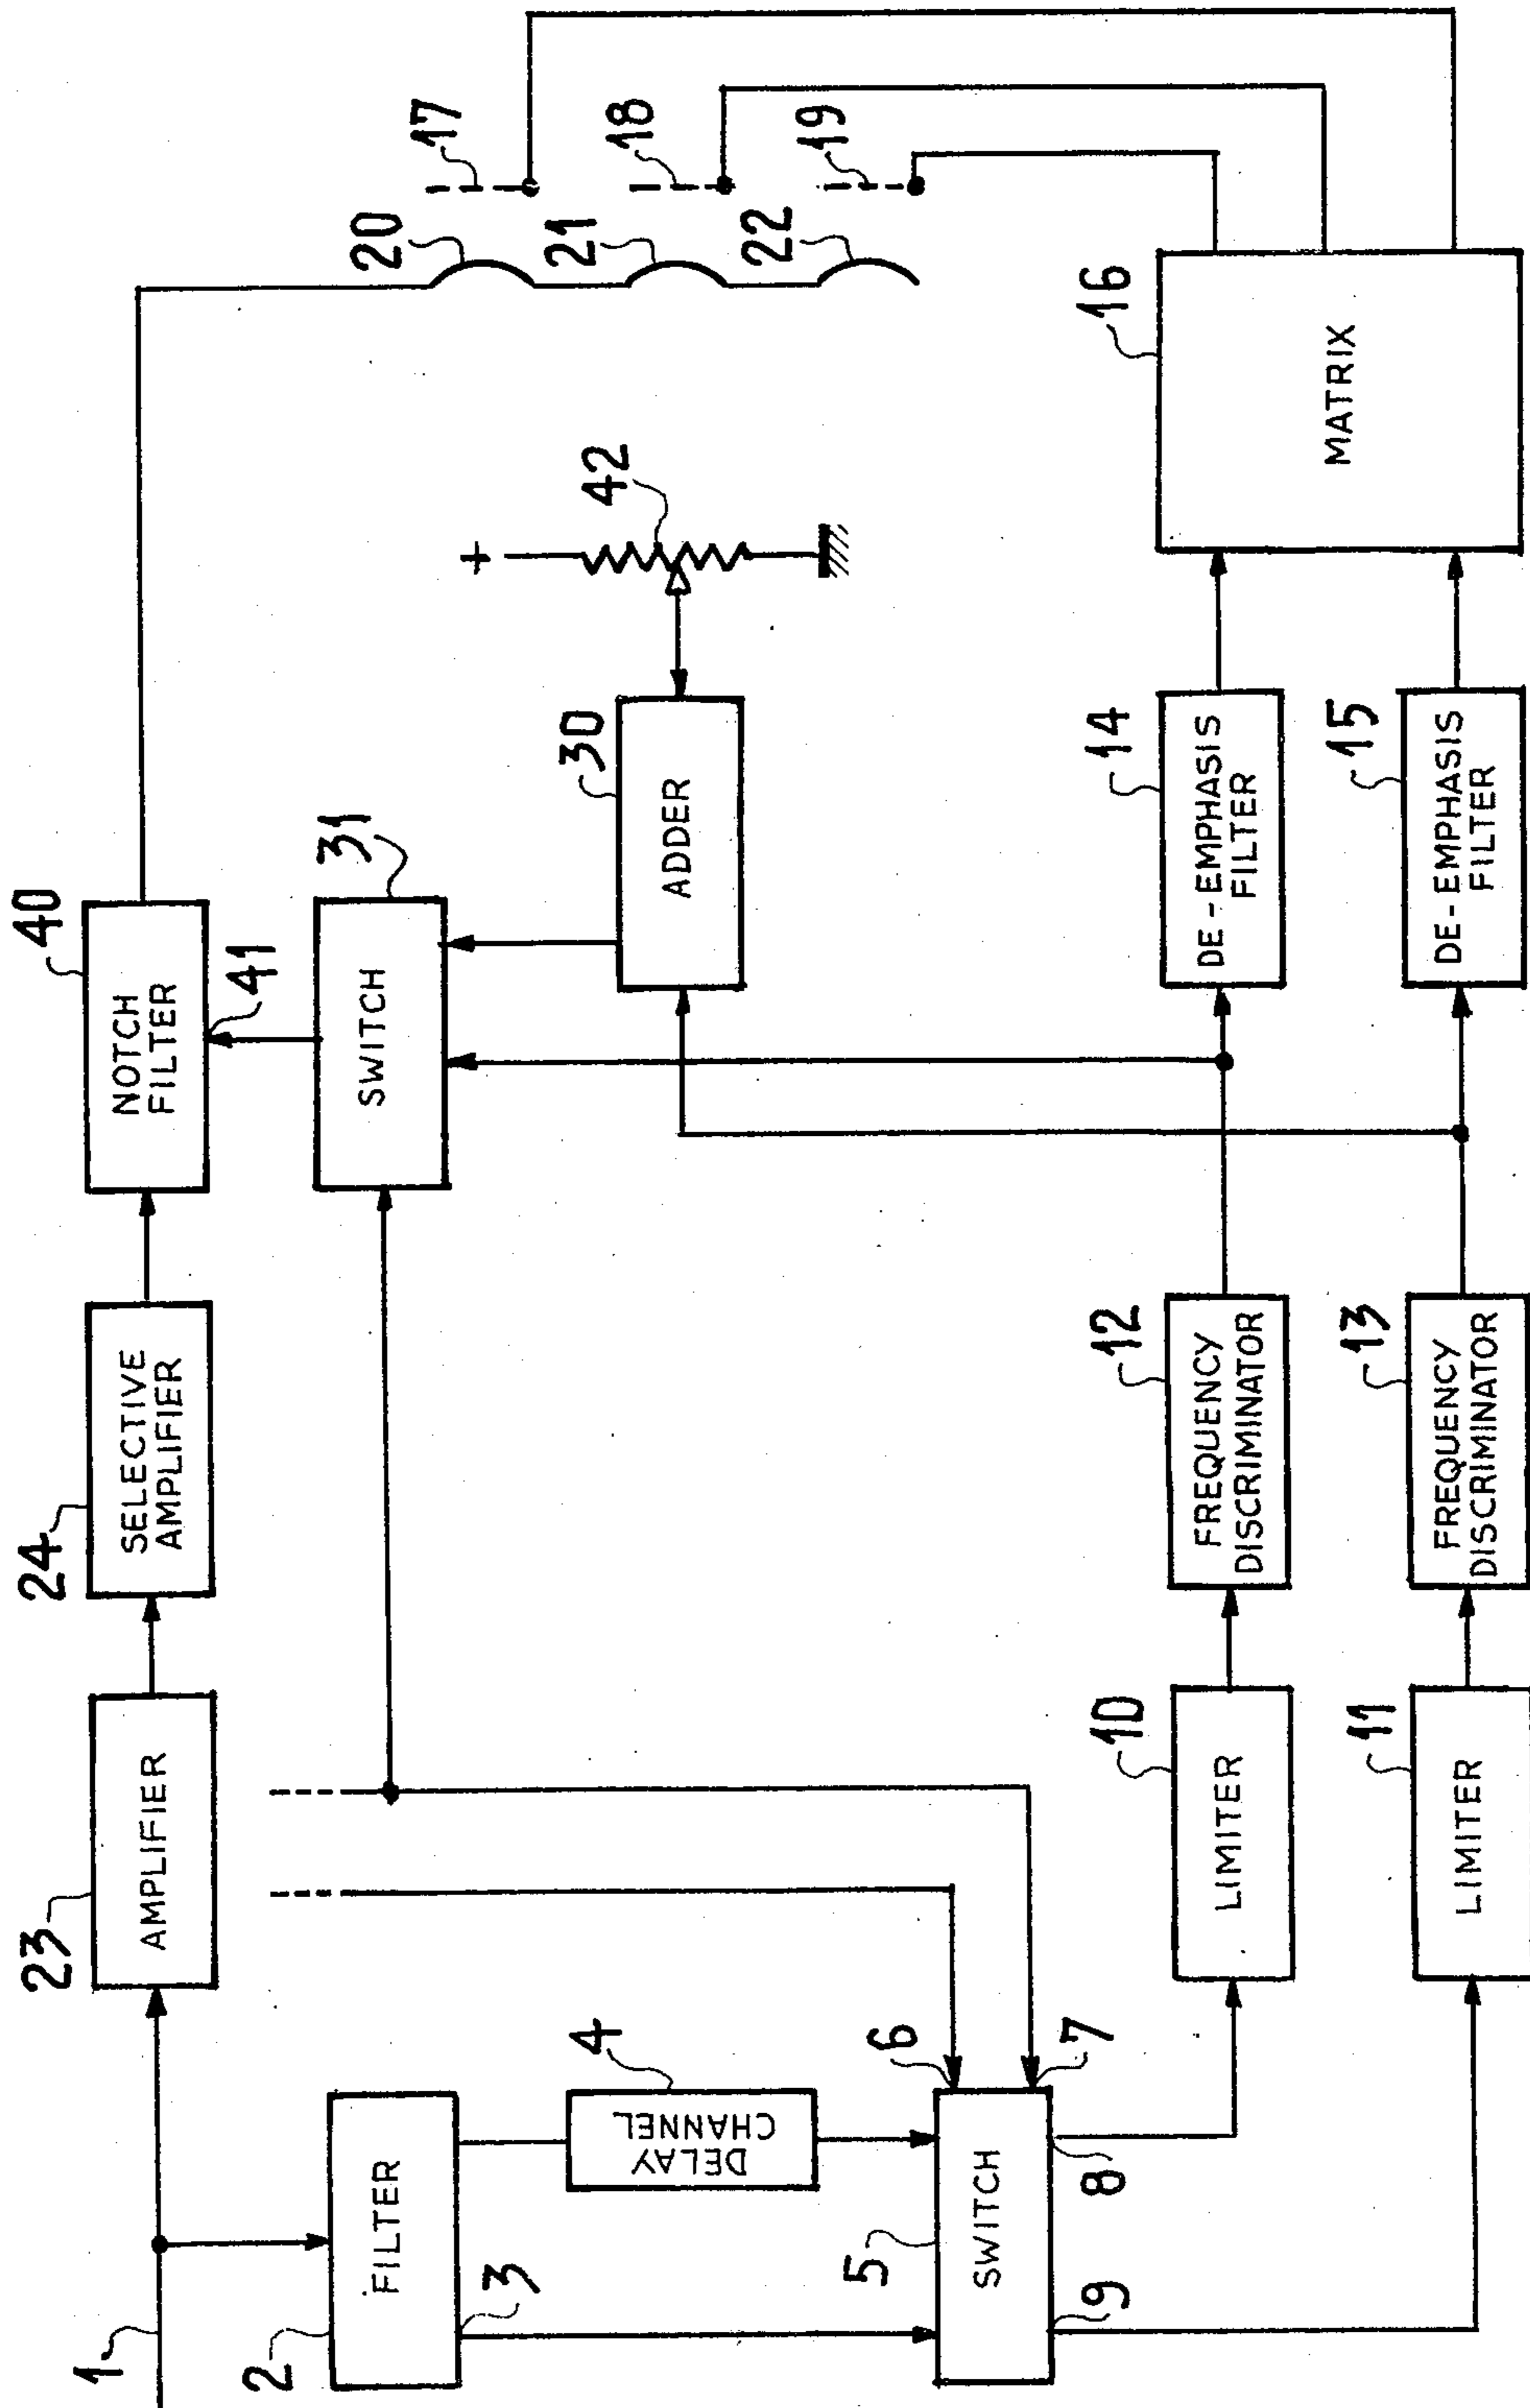 1
23
AMPLIFIER
24
SELECTIVE
AMPLIFIER
40
NOTCH
FILTER
41
2
FILTER
3
4
DELAY
CHANNEL
31
SWITCH
20
21
22
17
18
19
30
ADDER
42
+
5
SWITCH
6
7
8
9
10
LIMITER
12
FREQUENCY
DISCRIMINATOR
14
DE-EMPHASIS
FILTER
16
MATRIX
11
LIMITER
13
FREQUENCY
DISCRIMINATOR
15
DE-EMPHASIS
FILTER